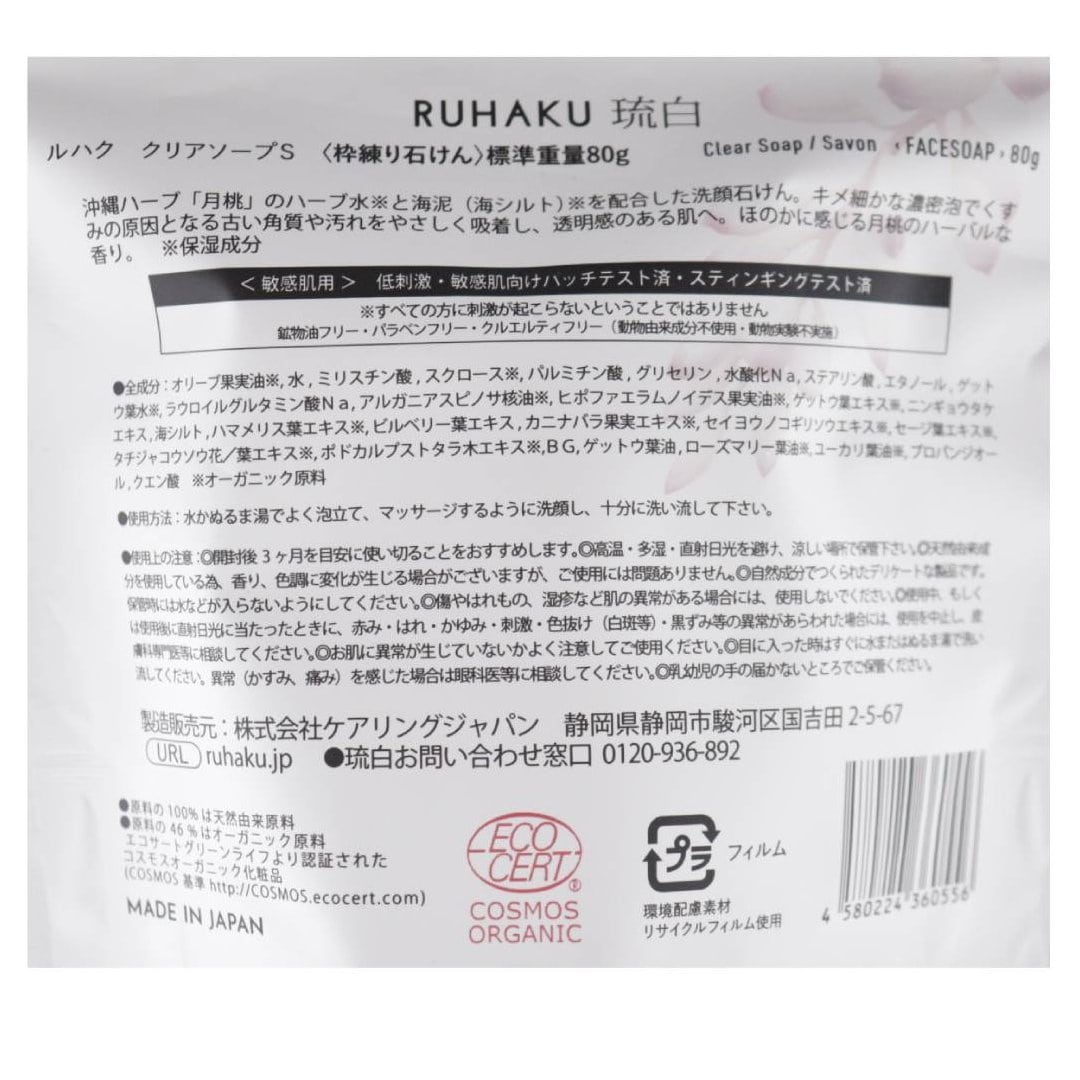 RUHAKU 琉白
ルハク クリアソープS 〈枠練り石けん〉標準重量80g
Clear Soap / Savon ‹FACESOAP› 80g
沖縄ハーブ「月桃」のハーブ水※と海泥（海シルト）※を配合した洗顔石けん。キメ細かな濃密泡でくす
みの原因となる古い角質や汚れをやさしく吸着し、透明感のある肌へ。ほのかに感じる月桃のハーバルな
香り。 ※保湿成分
＜敏感肌用＞ 低刺激・敏感肌向けパッチテスト済・スティンギングテスト済
※すべての方に刺激が起こらないということではありません
鉱物油フリー・パラベンフリー・クルエルティフリー（動物由来成分不使用・動物実験不実施）
●全成分：オリーブ果実油※, 水 , ミリスチン酸 , スクロース※, パルミチン酸 , グリセリン , 水酸化Ｎa , ステアリン酸 , エタノール , ゲット
ウ葉水※, ラウロイルグルタミン酸Ｎa , アルガニアスピノサ核油※, ヒポファエラムノイデス果実油※, ゲットウ葉エキス※, ニンギョウタケ
エキス , 海シルト , ハマメリス葉エキス※, ビルベリー葉エキス , カニナバラ果実エキス※, セイヨウノコギリソウエキス※, セージ葉エキス※,
タチジャコウソウ花／葉エキス※, ポドカルプストタラ木エキス※,ＢＧ, ゲットウ葉油 , ローズマリー葉油※, ユーカリ葉油※, プロパンジオー
ル , クエン酸 ※オーガニック原料
●使用方法：水かぬるま湯でよく泡立て、マッサージするように洗顔し、十分に洗い流して下さい。
●使用上の注意：◎開封後３ヶ月を目安に使い切ることをおすすめします。◎高温・多湿・直射日光を避け、涼しい場所で保管下さい。◎天然由来成
分を使用している為、香り、色調に変化が生じる場合がございますが、ご使用には問題ありません。◎自然成分でつくられたデリケートな製品です。
保管時には水などが入らないようにしてください。◎傷やはれもの、湿疹など肌の異常がある場合には、使用しないでください。◎使用中、もしく
は使用後に直射日光に当たったときに、赤み・はれ・かゆみ・刺激・色抜け（白斑等）・黒ずみ等の異常があらわれた場合には、使用を中止し、皮
膚科専門医等に相談してください。◎お肌に異常が生じていないかよく注意してご使用ください。◎目に入った時はすぐに水またはぬるま湯で洗い
流してください。異常（かすみ、痛み）を感じた場合は眼科医等に相談してください。◎乳幼児の手の届かないところでご保管ください。
製造販売元：株式会社ケアリングジャパン 静岡県静岡市駿河区国吉田 2-5-67
URL ruhaku.jp ●琉白お問い合わせ窓口 0120-936-892
●原料の 100% は天然由来原料
●原料の 46 % はオーガニック原料
エコサートグリーンライフより認証された
コスモスオーガニック化粧品
(COSMOS 基準 http://COSMOS.ecocert.com)
MADE IN JAPAN
ECO
CERT®
COSMOS
ORGANIC
プラ フィルム
環境配慮素材
リサイクルフィルム使用
4 580224 360556